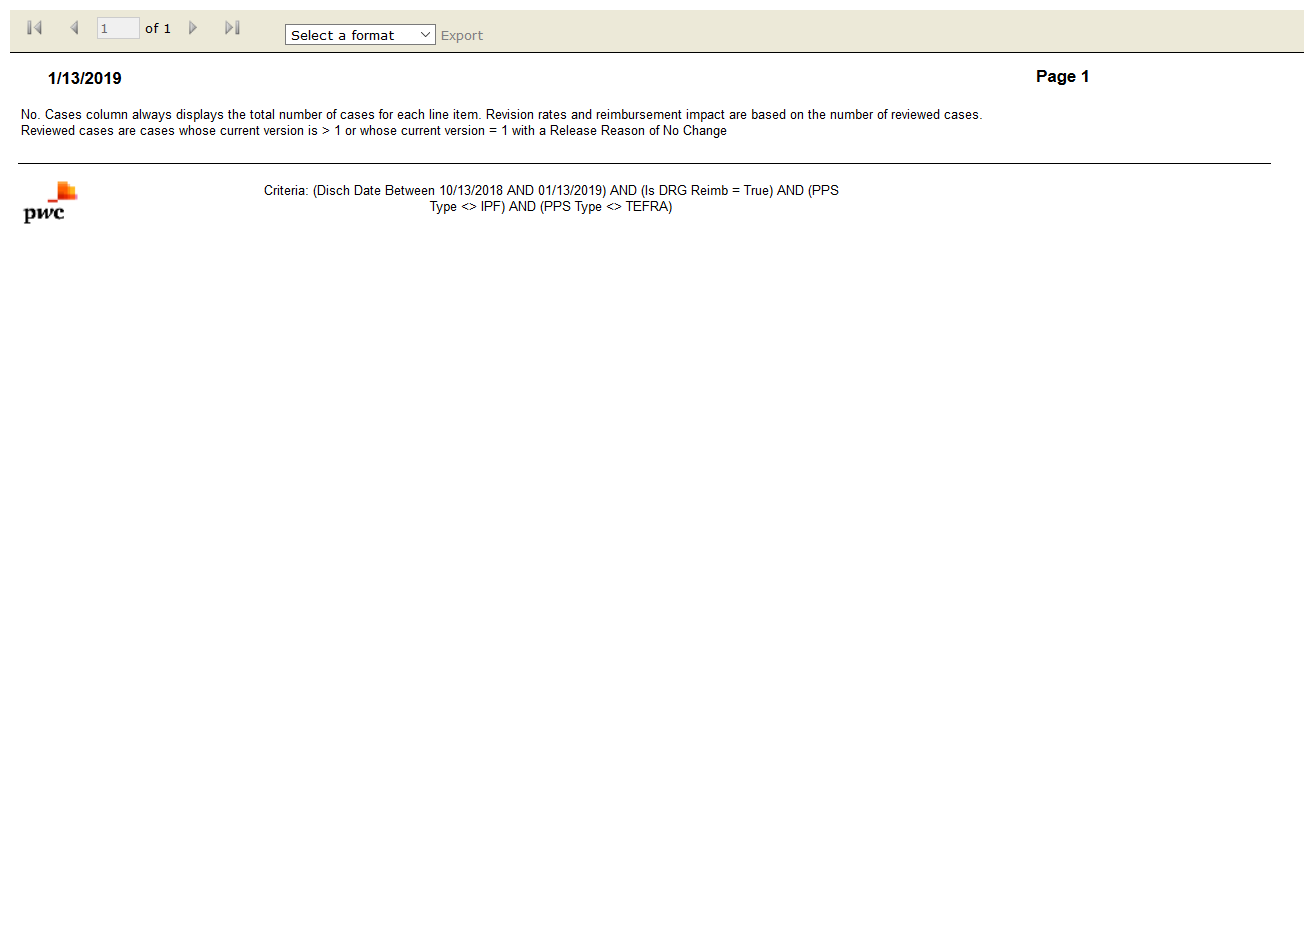 1 of 1 Select a format Export
1/13/2019 Page 1
No. Cases column always displays the total number of cases for each line item. Revision rates and reimbursement impact are based on the number of reviewed cases.
Reviewed cases are cases whose current version is > 1 or whose current version = 1 with a Release Reason of No Change
pwc
Criteria: (Disch Date Between 10/13/2018 AND 01/13/2019) AND (Is DRG Reimb = True) AND (PPS
Type <> IPF) AND (PPS Type <> TEFRA)